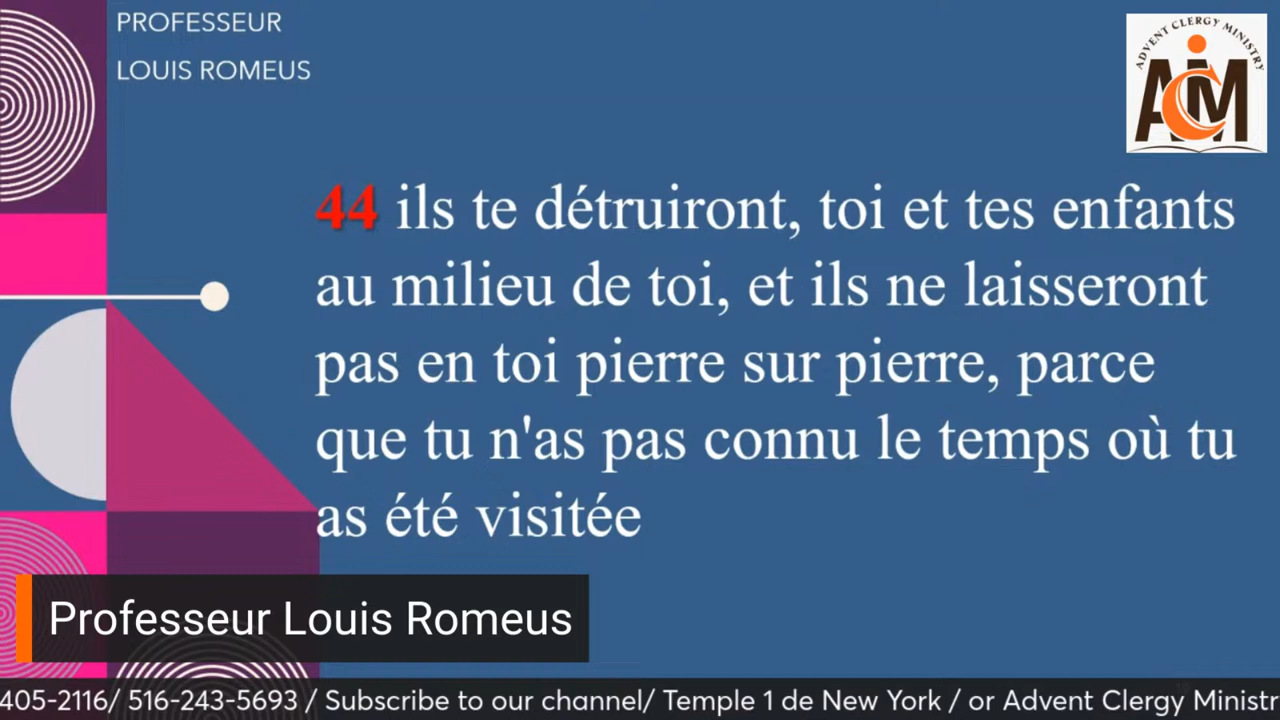 PROFESSEUR
LOUIS ROMEUS
ADVENT CLERGY MINISTRY
ACM
44 ils te détruiront, toi et tes enfants
au milieu de toi, et ils ne laisseront
pas en toi pierre sur pierre, parce
que tu n'as pas connu le temps où tu
as été visitée
Professeur Louis Romeus
405-2116/ 516-243-5693 / Subscribe to our channel/ Temple 1 de New York / or Advent Clergy Ministr